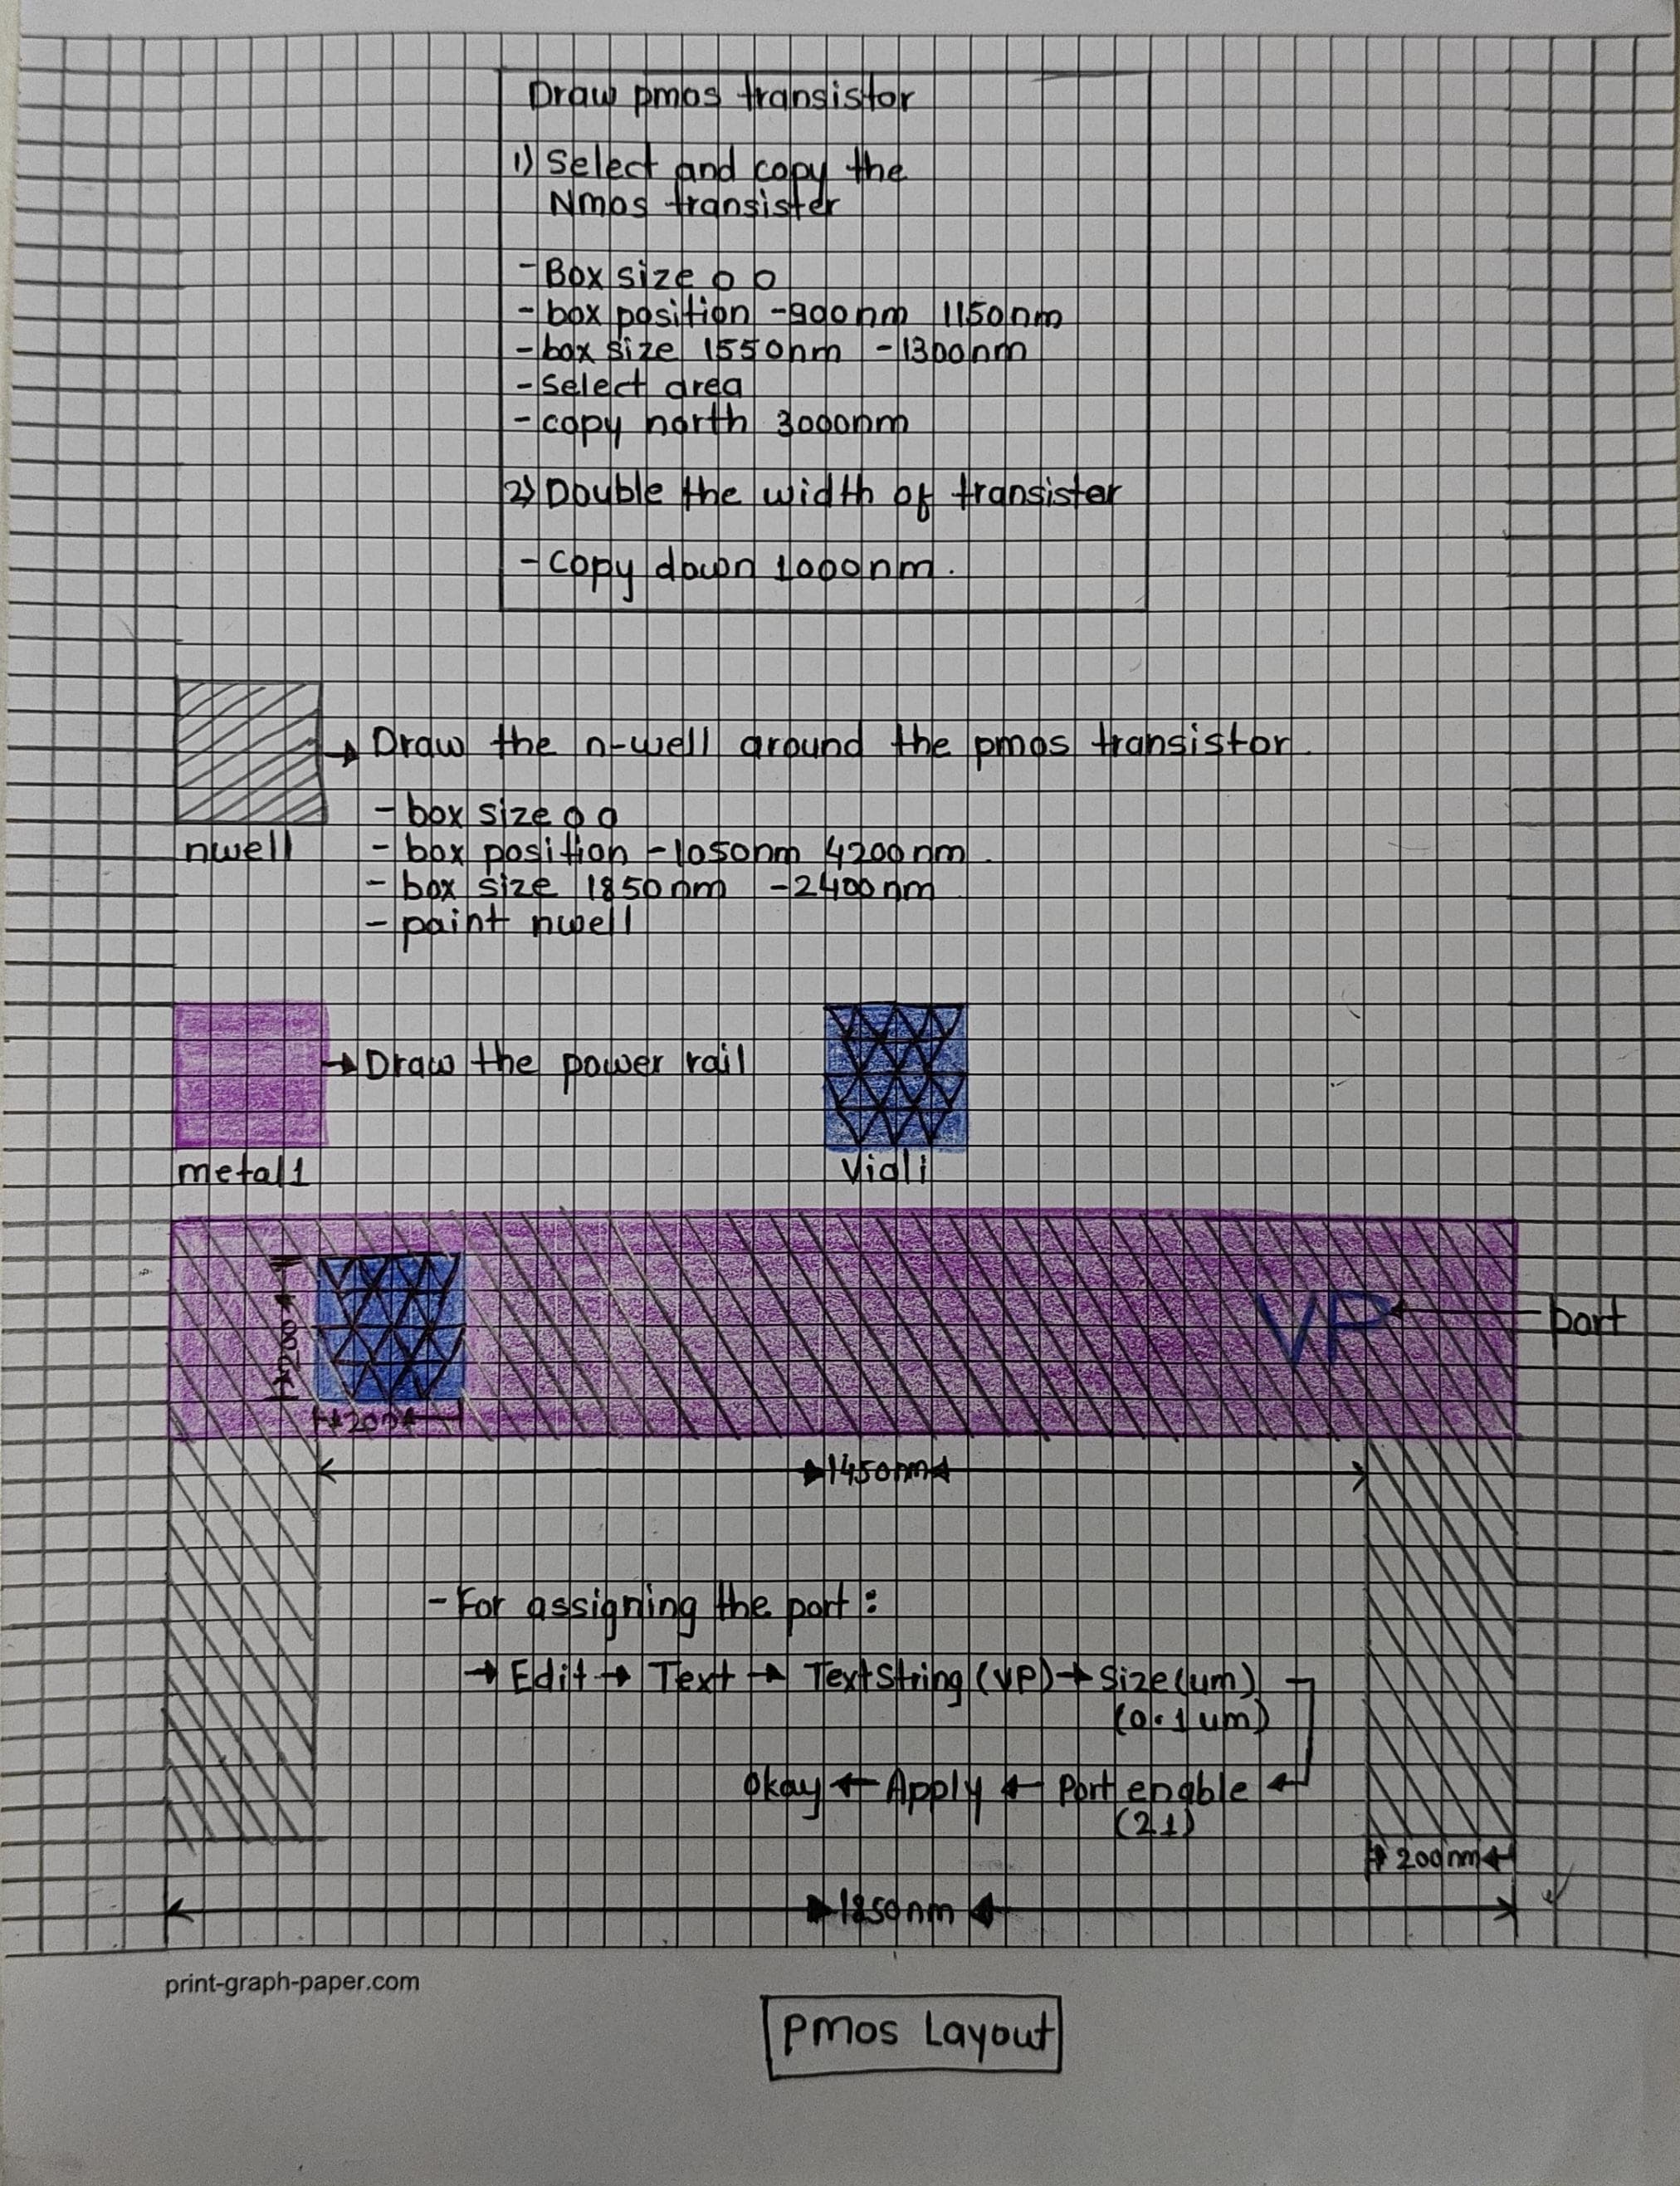 Draw pmos transistor
1) Select and copy the
Nmos transister
- Box size 0 0
- box position -900nm 1150nm
- box size 1550nm -1300nm
- Select area
- copy north 3000nm
2) Double the width of transister
- Copy down 1000nm.
→ Draw the n-well around the pmos transistor.
- box size 0 0
nwell
- box position -1050nm 4200nm.
- box size 1850nm -2400nm
- paint nwell
→ Draw the power rail
metal1
Viali
VP
port
200nm
200
1450nm
- For assigning the port:
→ Edit → Text → TextString (VP) → Size (um)
(0.1um)
Okay ← Apply ← Port enable ←
(21)
200nm
1850nm
print-graph-paper.com
Pmos Layout